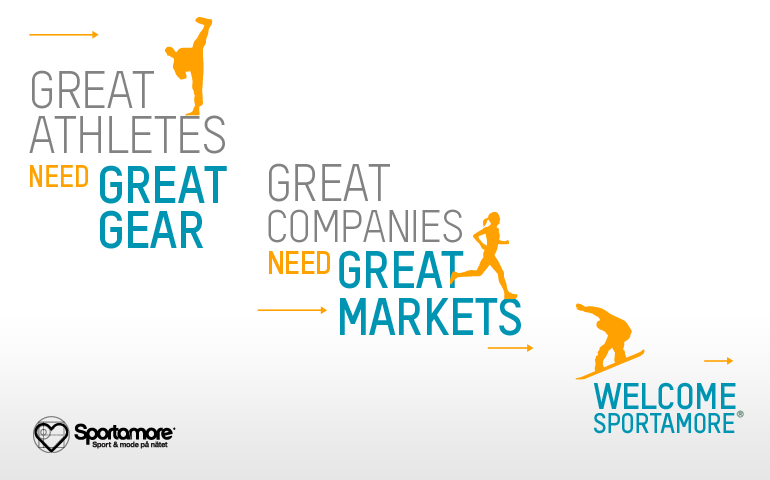 GREAT
ATHLETES
NEED GREAT
GEAR
GREAT
COMPANIES
NEED GREAT
MARKETS
WELCOME
SPORTAMORE®
Sportamore
Sport & mode på nätet